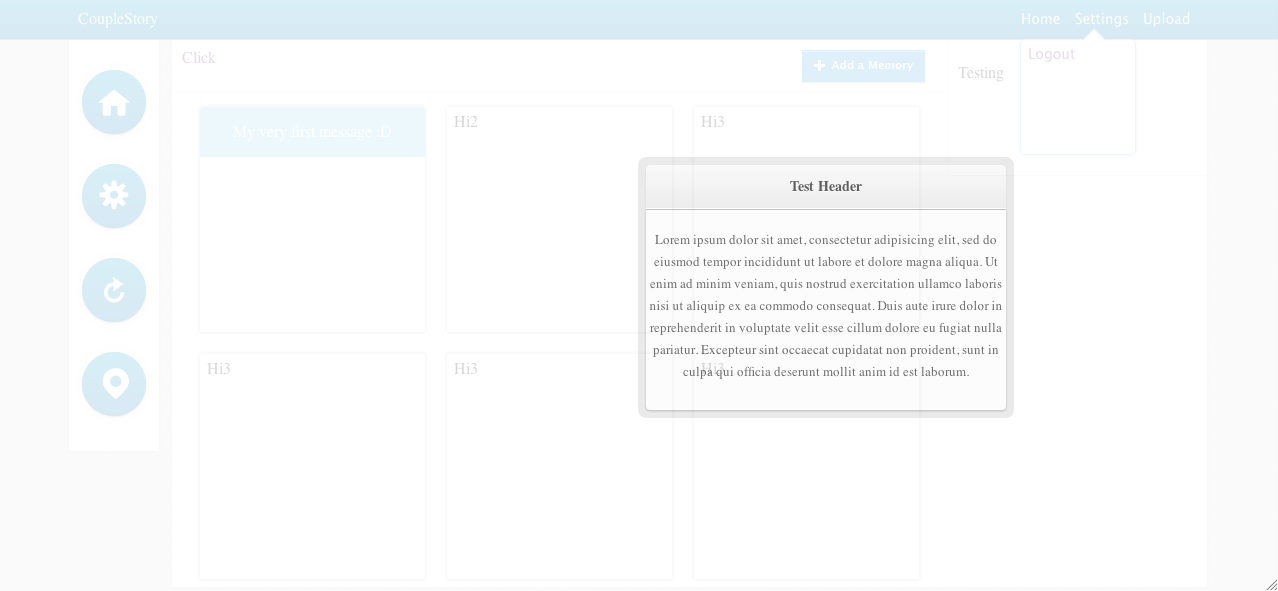 CoupleStory
Home Settings Upload
Logout
Click
Add a Memory
Testing
My very first message :D
Hi2
Hi3
Test Header
Lorem ipsum dolor sit amet, consectetur adipisicing elit, sed do
eiusmod tempor incididunt ut labore et dolore magna aliqua. Ut
enim ad minim veniam, quis nostrud exercitation ullamco laboris
nisi ut aliquip ex ea commodo consequat. Duis aute irure dolor in
reprehenderit in voluptate velit esse cillum dolore eu fugiat nulla
pariatur. Excepteur sint occaecat cupidatat non proident, sunt in
culpa qui officia deserunt mollit anim id est laborum.
Hi3
Hi3
Hi3